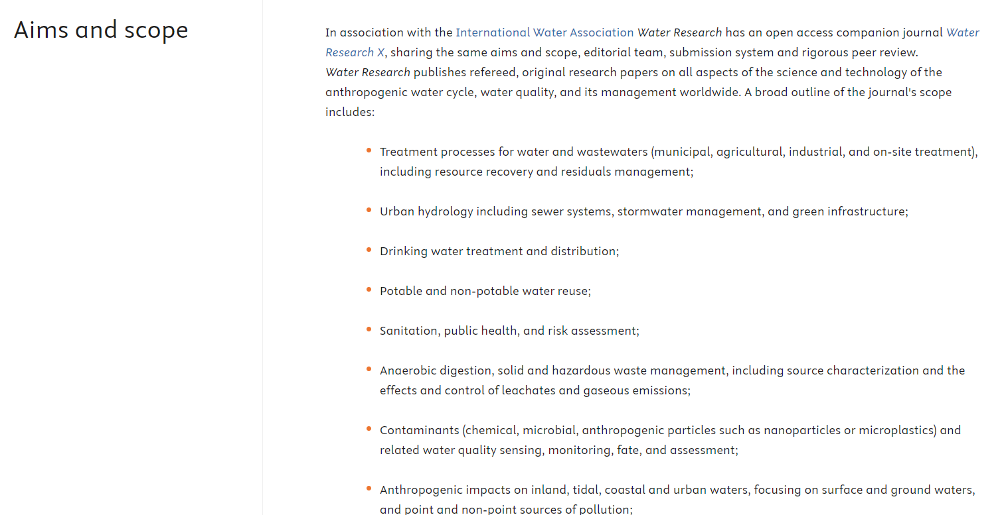 Aims and scope
In association with the International Water Association Water Research has an open access companion journal Water
Research X, sharing the same aims and scope, editorial team, submission system and rigorous peer review.
Water Research publishes refereed, original research papers on all aspects of the science and technology of the
anthropogenic water cycle, water quality, and its management worldwide. A broad outline of the journal's scope
includes:
• Treatment processes for water and wastewaters (municipal, agricultural, industrial, and on-site treatment),
including resource recovery and residuals management;
• Urban hydrology including sewer systems, stormwater management, and green infrastructure;
• Drinking water treatment and distribution;
• Potable and non-potable water reuse;
• Sanitation, public health, and risk assessment;
• Anaerobic digestion, solid and hazardous waste management, including source characterization and the
effects and control of leachates and gaseous emissions;
• Contaminants (chemical, microbial, anthropogenic particles such as nanoparticles or microplastics) and
related water quality sensing, monitoring, fate, and assessment;
• Anthropogenic impacts on inland, tidal, coastal and urban waters, focusing on surface and ground waters,
and point and non-point sources of pollution;